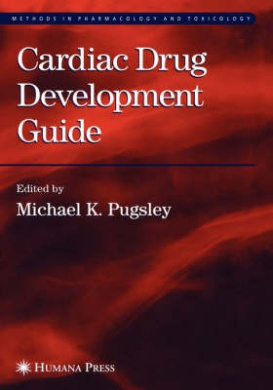 METHODS IN PHARMACOLOGY AND TOXICOLOGY
Cardiac Drug
Development
Guide
Edited by
Michael K. Pugsley
HUMANA PRESS